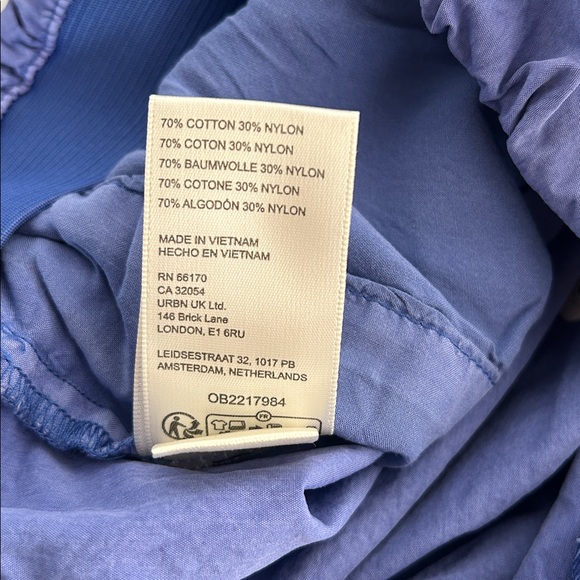 70% COTTON 30% NYLON
70% COTON 30% NYLON
70% BAUMWOLLE 30% NYLON
70% COTONE 30% NYLON
70% ALGODÓN 30% NYLON
MADE IN VIETNAM
HECHO EN VIETNAM
RN 66170
CA 32054
URBN UK Ltd.
146 Brick Lane
LONDON, E1 6RU
LEIDSESTRAAT 32, 1017 PB
AMSTERDAM, NETHERLANDS
OB2217984
FR